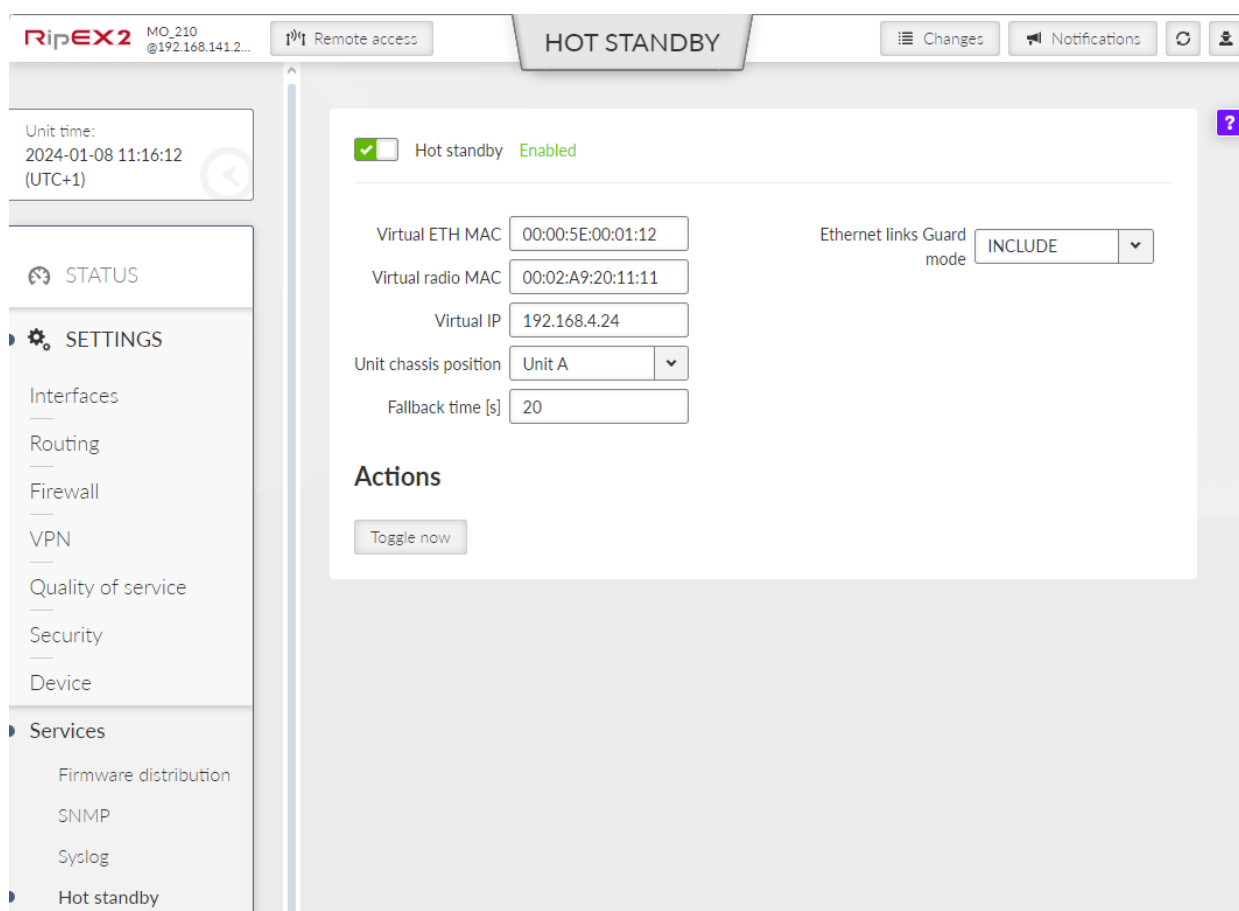 RipEX2
MO_210
@192.168.141.2...
Remote access
HOT STANDBY
Changes
Notifications
Unit time:
2024-01-08 11:16:12
(UTC+1)
STATUS
SETTINGS
Interfaces
Routing
Firewall
VPN
Quality of service
Security
Device
Services
Firmware distribution
SNMP
Syslog
Hot standby
?
Hot standby Enabled
Virtual ETH MAC 00:00:5E:00:01:12
Virtual radio MAC 00:02:A9:20:11:11
Virtual IP 192.168.4.24
Unit chassis position Unit A
Fallback time [s] 20
Ethernet links Guard
mode
INCLUDE
Actions
Toggle now